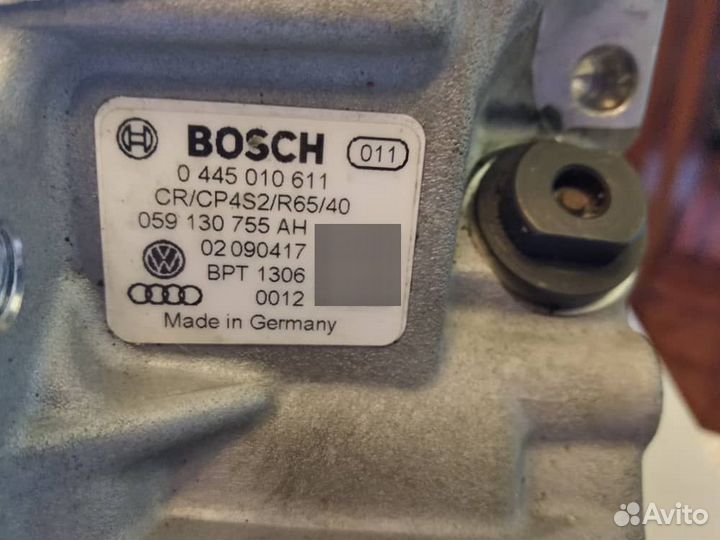 BOSCH 011
0 445 010 611
CR/CP4S2/R65/40
059 130 755 AH
02 090417
BPT 1306
0012
Made in Germany
Avito